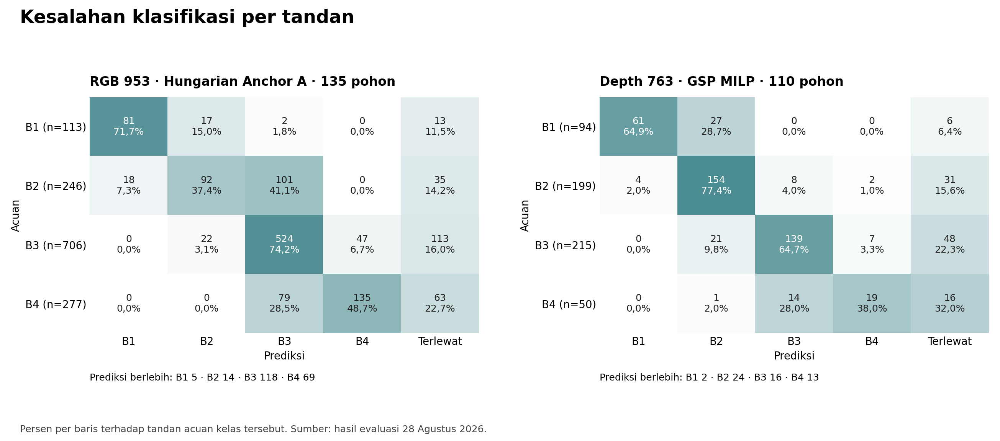 Kesalahan klasifikasi per tandan
RGB 953 · Hungarian Anchor A · 135 pohon
Acuan
B1 (n=113)
81 17 2 0 13
71,7% 15,0% 1,8% 0,0% 11,5%
B2 (n=246)
18 92 101 0 35
7,3% 37,4% 41,1% 0,0% 14,2%
B3 (n=706)
0 22 524 47 113
0,0% 3,1% 74,2% 6,7% 16,0%
B4 (n=277)
0 0 79 135 63
0,0% 0,0% 28,5% 48,7% 22,7%
B1 B2 B3 B4 Terlewat
Prediksi
Prediksi berlebih: B1 5 · B2 14 · B3 118 · B4 69
Depth 763 · GSP MILP · 110 pohon
Acuan
B1 (n=94)
61 27 0 0 6
64,9% 28,7% 0,0% 0,0% 6,4%
B2 (n=199)
4 154 8 2 31
2,0% 77,4% 4,0% 1,0% 15,6%
B3 (n=215)
0 21 139 7 48
0,0% 9,8% 64,7% 3,3% 22,3%
B4 (n=50)
0 1 14 19 16
0,0% 2,0% 28,0% 38,0% 32,0%
B1 B2 B3 B4 Terlewat
Prediksi
Prediksi berlebih: B1 2 · B2 24 · B3 16 · B4 13
Persen per baris terhadap tandan acuan kelas tersebut. Sumber: hasil evaluasi 28 Agustus 2026.